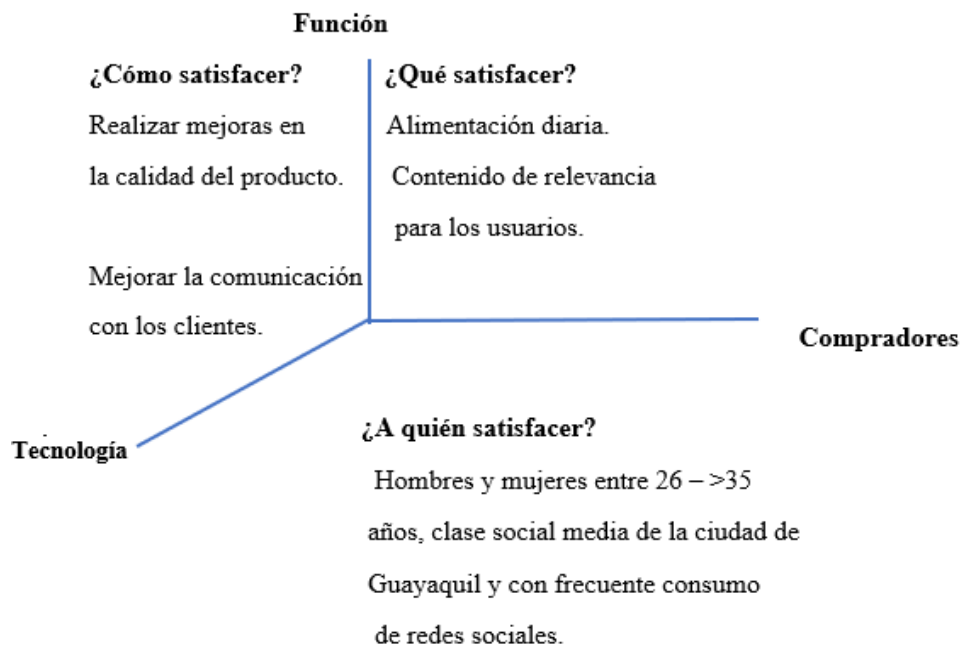 Función
¿Cómo satisfacer?
Realizar mejoras en
la calidad del producto.
Mejorar la comunicación
con los clientes.
¿Qué satisfacer?
Alimentación diaria.
Contenido de relevancia
para los usuarios.
Compradores
Tecnología
¿A quién satisfacer?
Hombres y mujeres entre 26 – >35
años, clase social media de la ciudad de
Guayaquil y con frecuente consumo
de redes sociales.